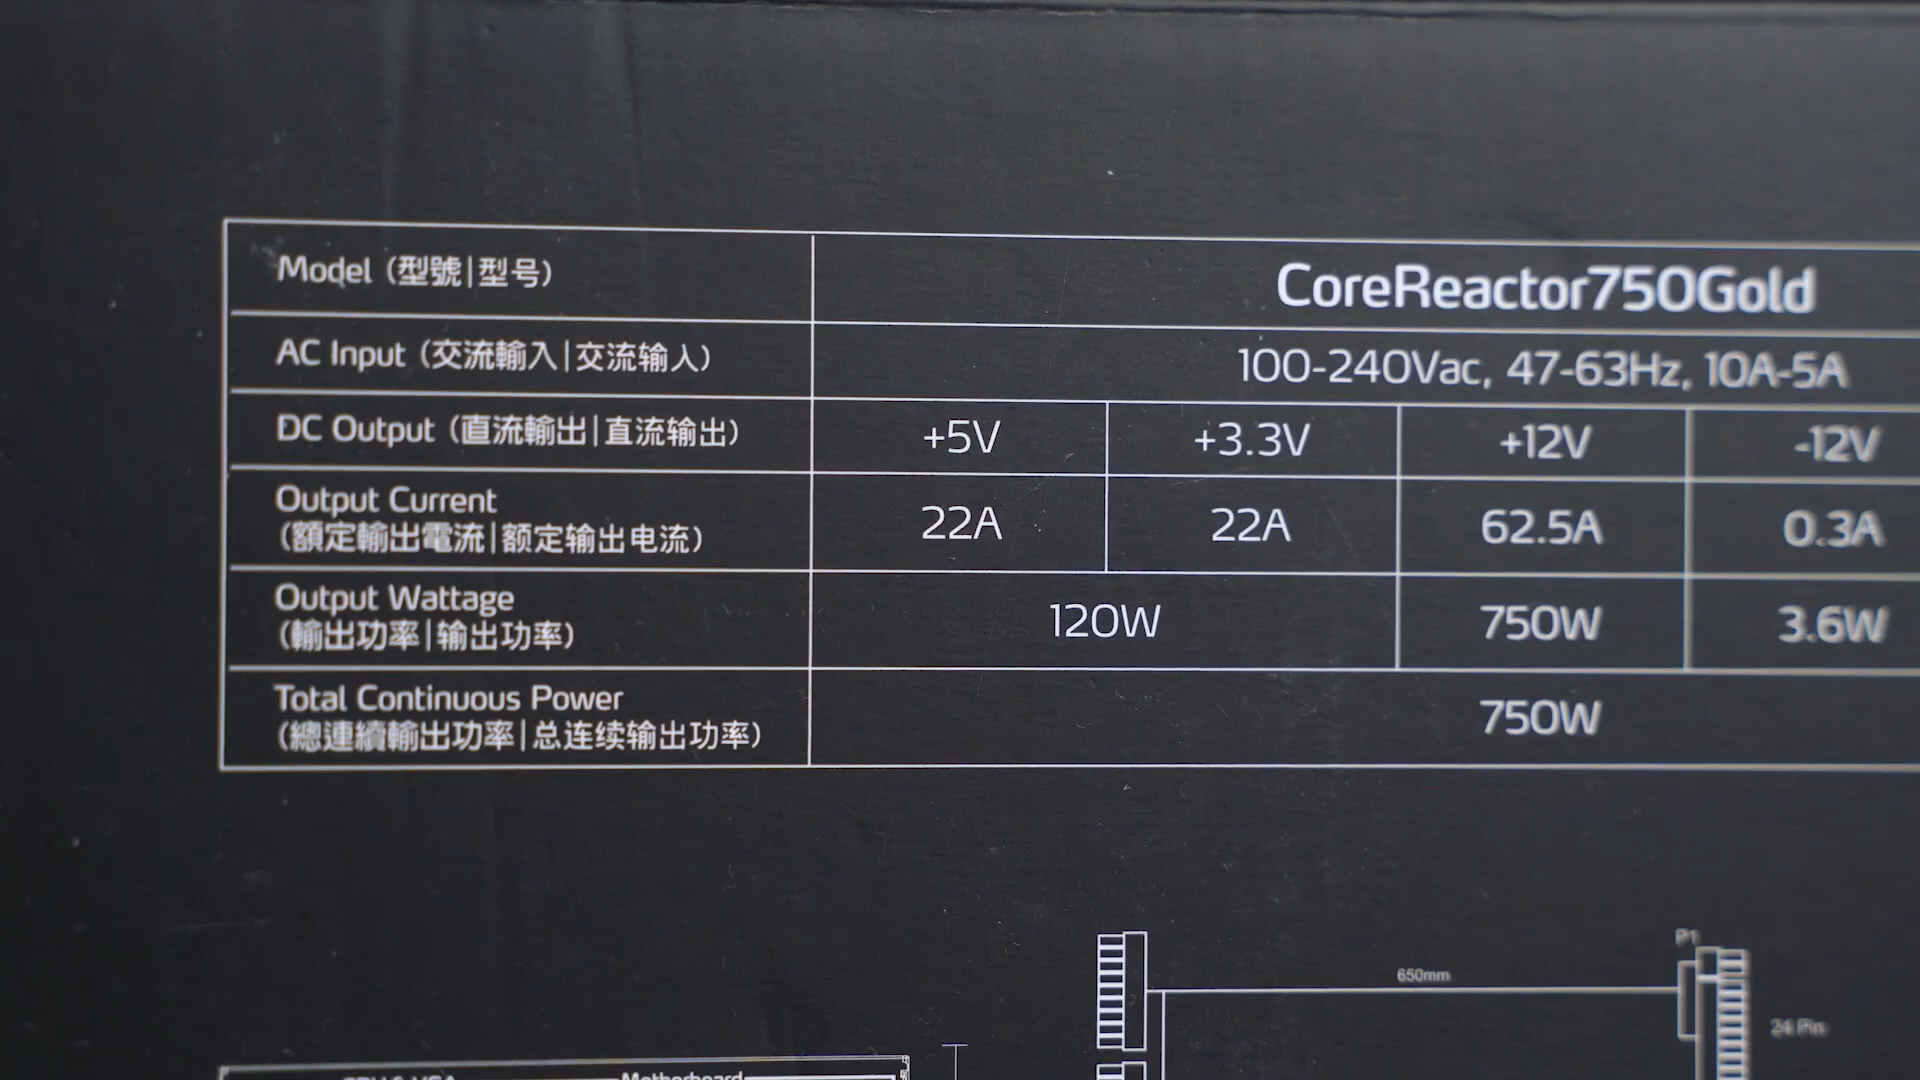 Model (型號|型号)
CoreReactor750Gold
AC Input (交流輸入|交流输入)
100-240Vac, 47-63Hz, 10A-5A
DC Output (直流輸出|直流输出)
+5V +3.3V +12V -12V
Output Current
22A 22A 62.5A 0.3A
(額定輸出電流|额定输出电流)
Output Wattage
120W 750W 3.6W
(輸出功率|输出功率)
Total Continuous Power
750W
(總連續輸出功率|总连续输出功率)
P1
650mm
24 Pin
Motherboard